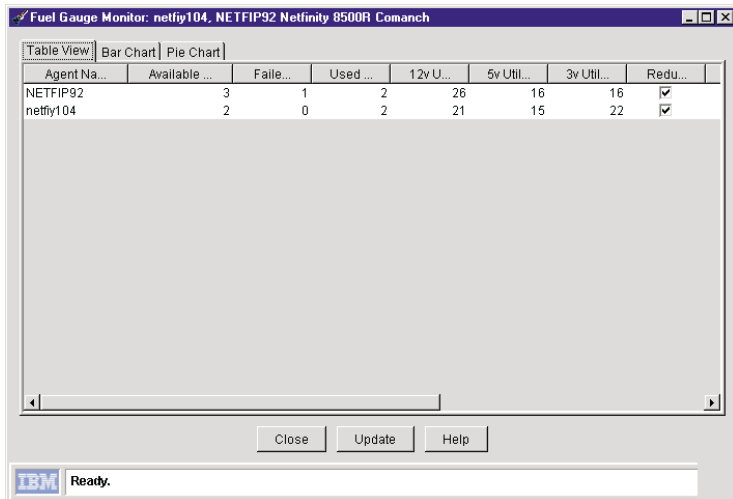 Fuel Gauge Monitor: netfiy104, NETFIP92 Netfinity 8500R Comanch
Table View Bar Chart Pie Chart
Agent Na... Available ... Faile... Used ... 12v U... 5v Util... 3v Util... Redu...
NETFIP92 3 1 2 26 16 16
netfiy104 2 0 2 21 15 22
Close Update Help
IBM Ready.